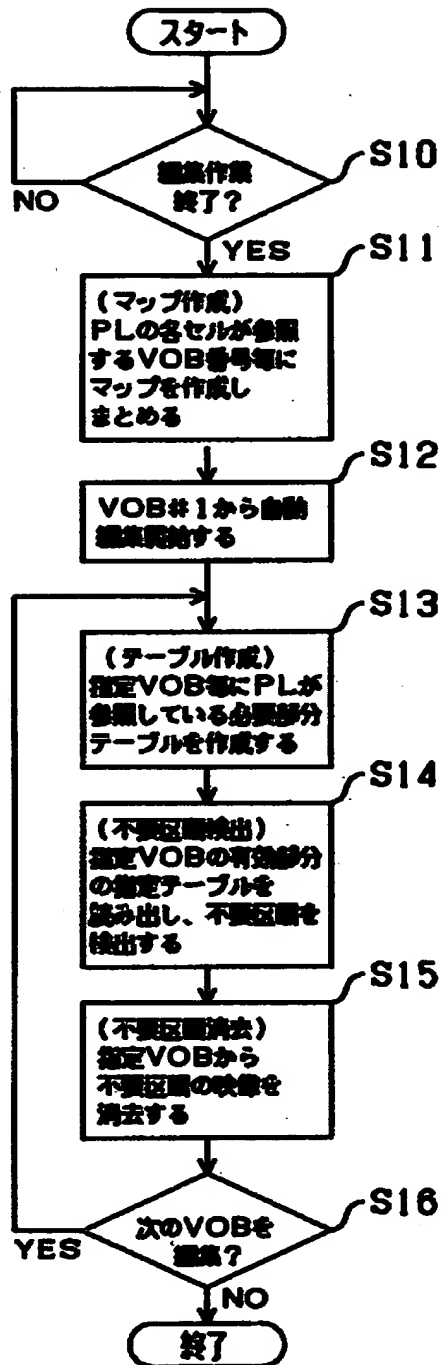 スタート
S10
編集作業
終了？
NO
YES
S11
（マップ作成）
ＰＬの各セルが参照
するＶＯＢ番号毎に
マップを作成し
まとめる
S12
ＶＯＢ＃１から自動
編集開始する
S13
（テーブル作成）
指定ＶＯＢ毎にＰＬが
参照している必要部分
テーブルを作成する
S14
（不要区間検出）
指定ＶＯＢの有効部分
の指定テーブルを
読み出し、不要区間を
検出する
S15
（不要区間消去）
指定ＶＯＢから
不要区間の映像を
消去する
S16
次のＶＯＢを
編集？
YES
NO
終了